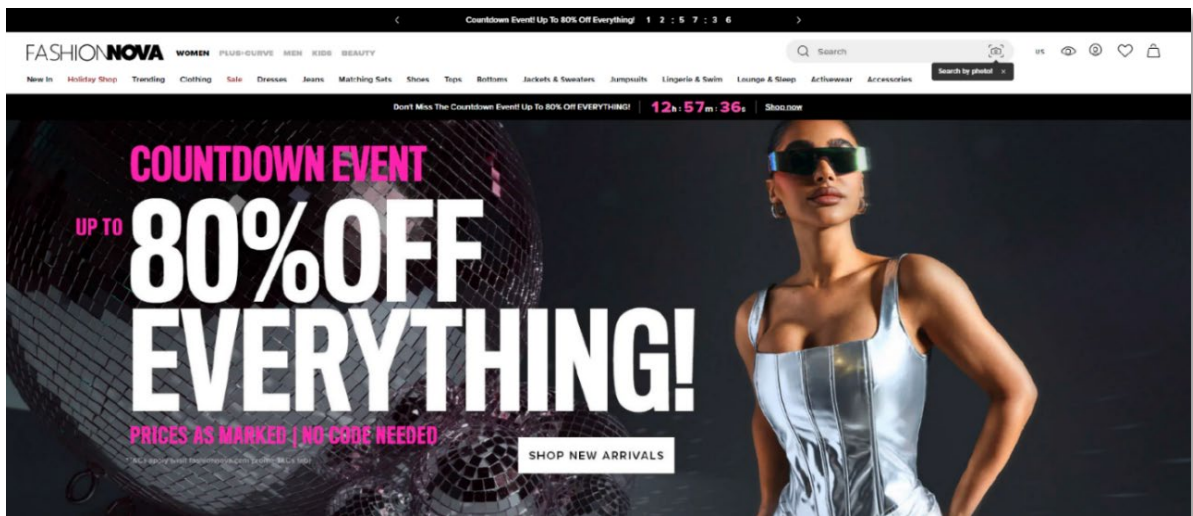 Countdown Event! Up To 80% Off Everything! 1 2 : 5 7 : 3 6
FASHIONNOVA WOMEN PLUS+CURVE MEN KIDS BEAUTY Search US
New In Holiday Shop Trending Clothing Sale Dresses Jeans Matching Sets Shoes Tops Bottoms Jackets & Sweaters Jumpsuits Lingerie & Swim Lounge & Sleep Activewear Accessories
Search by photo! ×
Don't Miss The Countdown Event! Up To 80% Off EVERYTHING! 12h : 57m : 36s Shop now
COUNTDOWN EVENT
UP TO
80% OFF
EVERYTHING!
PRICES AS MARKED | NO CODE NEEDED
SHOP NEW ARRIVALS